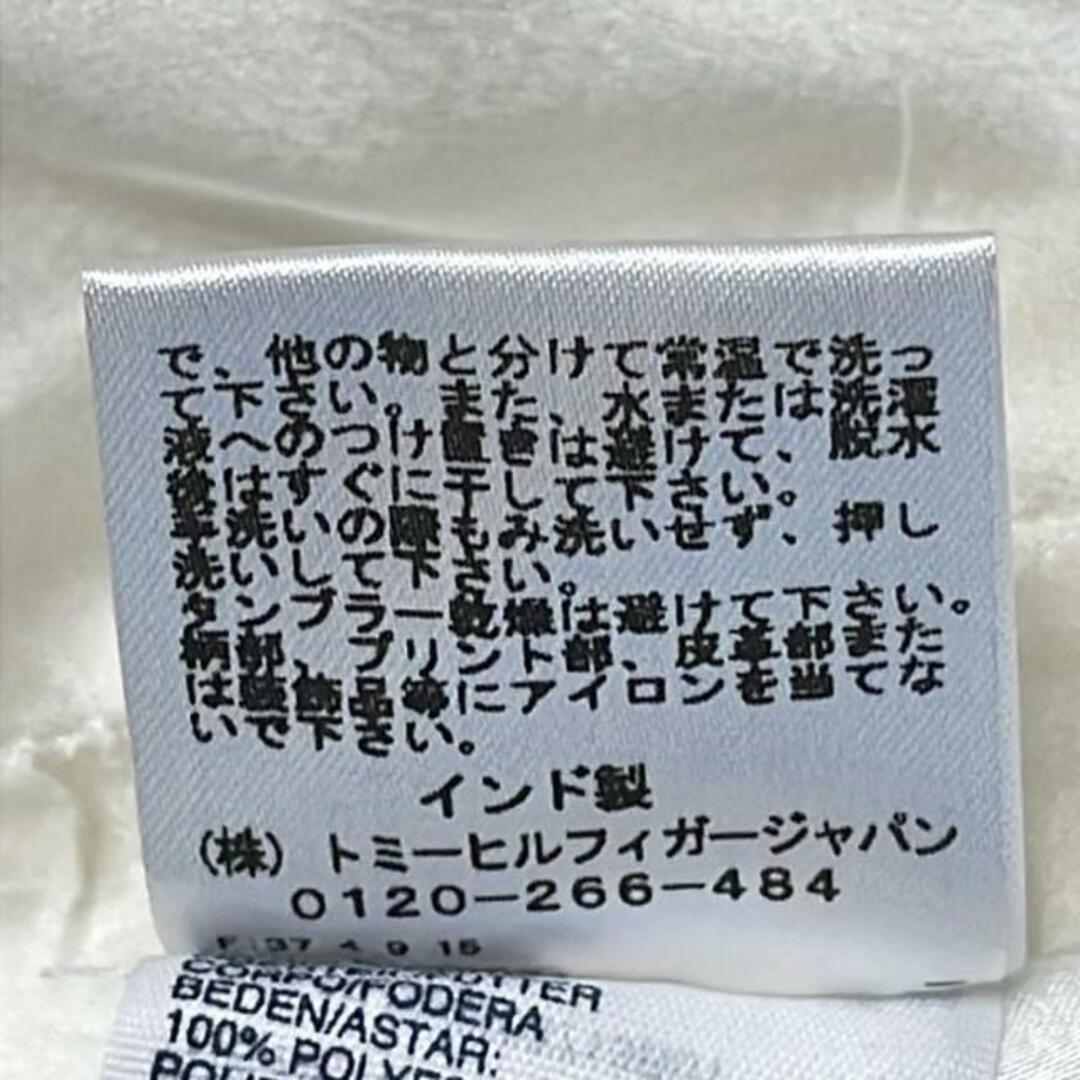 で、他の物と分けて常温で洗っ
て下さい。また、水または洗濯
液へのつけ置きは避けて、脱水
後はすぐに干して下さい。
手洗いの際もみ洗いせず、押し
洗いして下さい。
タンブラー乾燥は避けて下さい。
柄部、プリント部、皮革部また
は装飾品等にアイロンを当てな
いで下さい。
インド製
(株)トミーヒルフィガージャパン
0120-266-484
F:37 4 9 15
CORPO/FODERA
BEDEN/ASTAR:
100%